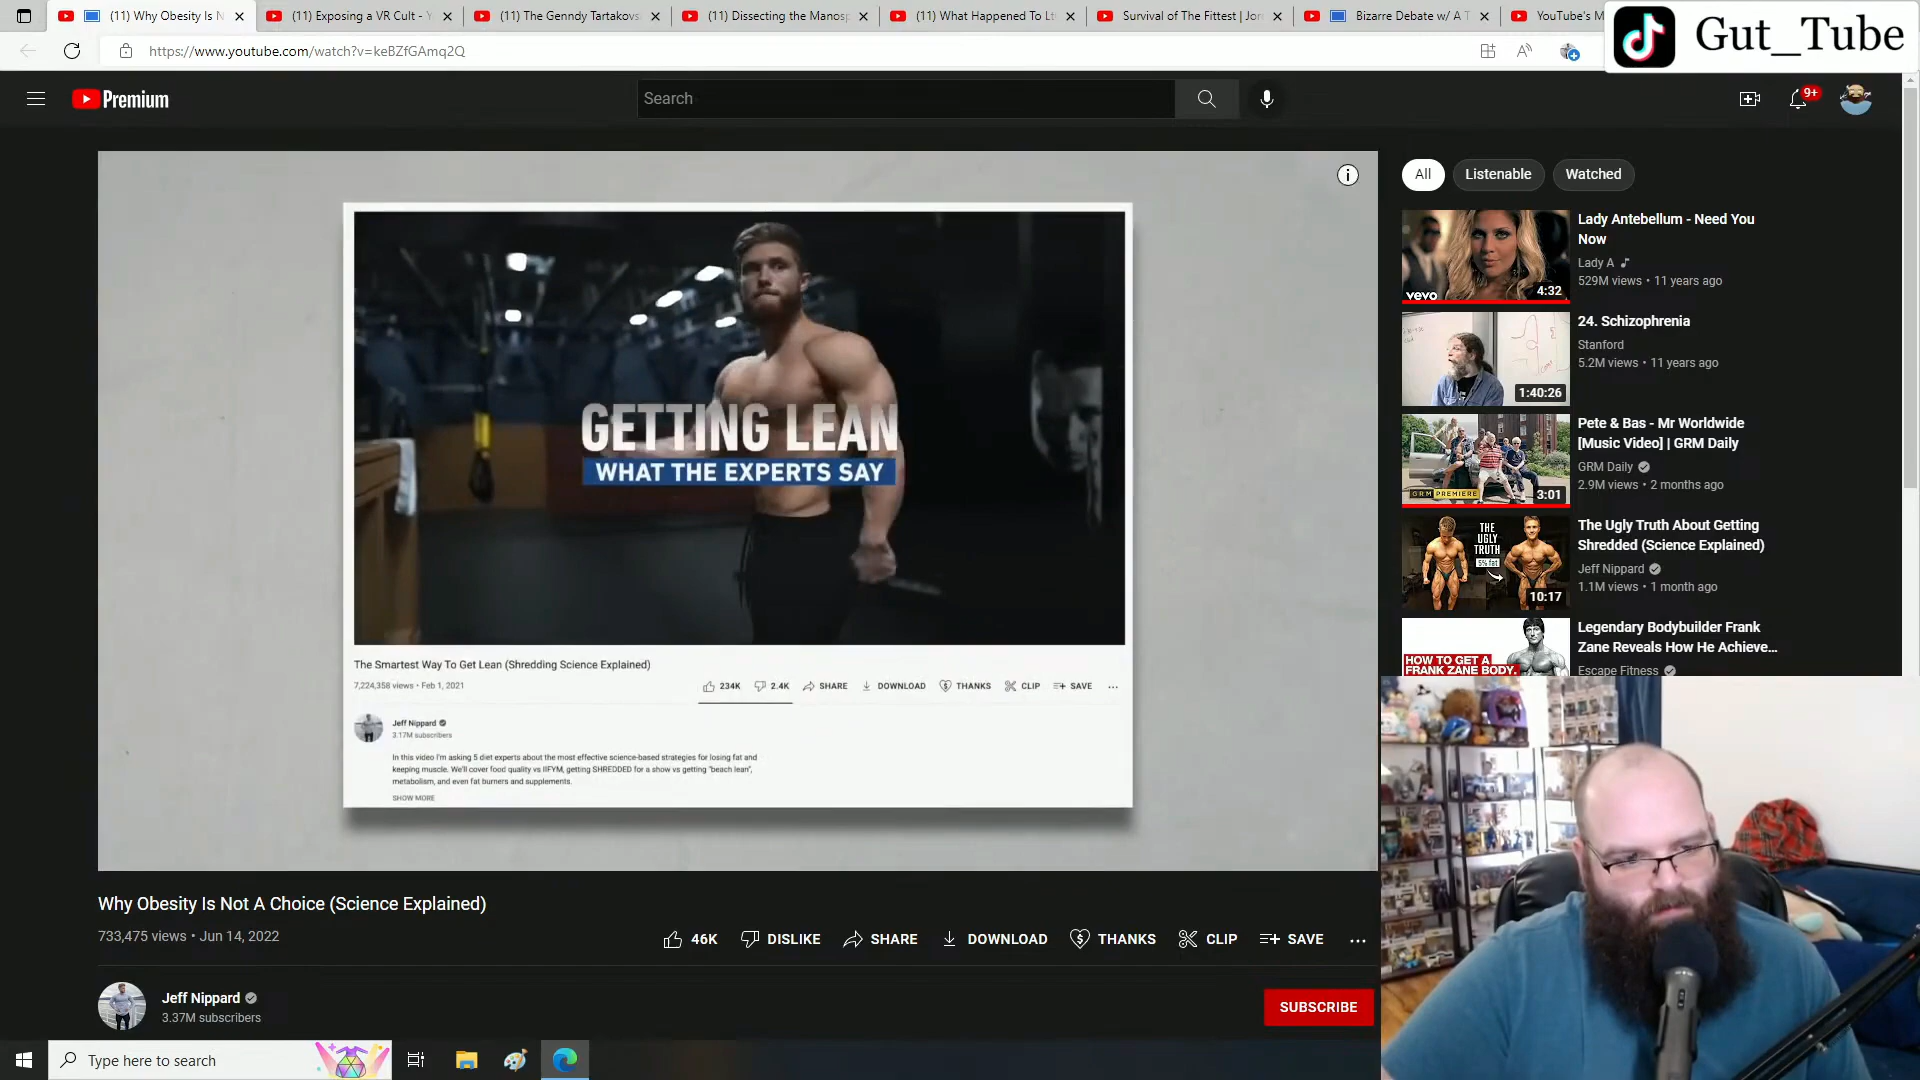 (11) Why Obesity Is N
(11) Exposing a VR Cult - Y
(11) The Genndy Tartakovs
(11) Dissecting the Manosp
(11) What Happened To Lt
Survival of The Fittest | Jor
Bizarre Debate w/ A T
YouTube's M
Gut_Tube
https://www.youtube.com/watch?v=keBZfGAmq2Q
Premium
Search
9+
GETTING LEAN
WHAT THE EXPERTS SAY
The Smartest Way To Get Lean (Shredding Science Explained)
7,224,358 views • Feb 1, 2021
234K 2.4K SHARE DOWNLOAD THANKS CLIP SAVE
Jeff Nippard
3.17M subscribers
In this video I'm asking 5 diet experts about the most effective science-based strategies for losing fat and
keeping muscle. We'll cover food quality vs IIFYM, getting SHREDDED for a show vs getting "beach lean",
metabolism, and even fat burners and supplements.
SHOW MORE
Why Obesity Is Not A Choice (Science Explained)
733,475 views • Jun 14, 2022
46K DISLIKE SHARE DOWNLOAD THANKS CLIP SAVE
Jeff Nippard
3.37M subscribers
SUBSCRIBE
All Listenable Watched
Lady Antebellum - Need You
Now
Lady A
529M views • 11 years ago
vevo
4:32
24. Schizophrenia
Stanford
5.2M views • 11 years ago
1:40:26
Pete & Bas - Mr Worldwide
[Music Video] | GRM Daily
GRM Daily
2.9M views • 2 months ago
GRM PREMIERE
3:01
The Ugly Truth About Getting
Shredded (Science Explained)
Jeff Nippard
1.1M views • 1 month ago
THE
UGLY
TRUTH
5% fat
10:17
Legendary Bodybuilder Frank
Zane Reveals How He Achieve...
Escape Fitness
HOW TO GET A
FRANK ZANE BODY.
Type here to search